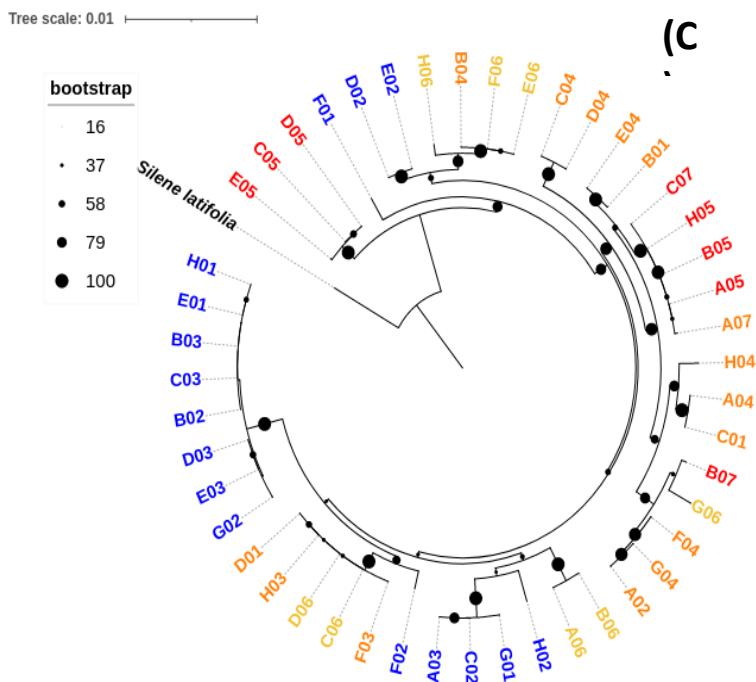 Tree scale: 0.01
(C
bootstrap
16
37
58
79
100
Silene latifolia
E05
C05
D05
F01
D02
E02
H06
B04
F06
E06
C04
D04
E04
B01
C07
H05
B05
A05
A07
H04
A04
C01
B07
G06
F04
G04
A02
B06
A06
H02
G01
C02
A03
F02
F03
C06
D06
H03
D01
G02
E03
D03
B02
C03
B03
E01
H01